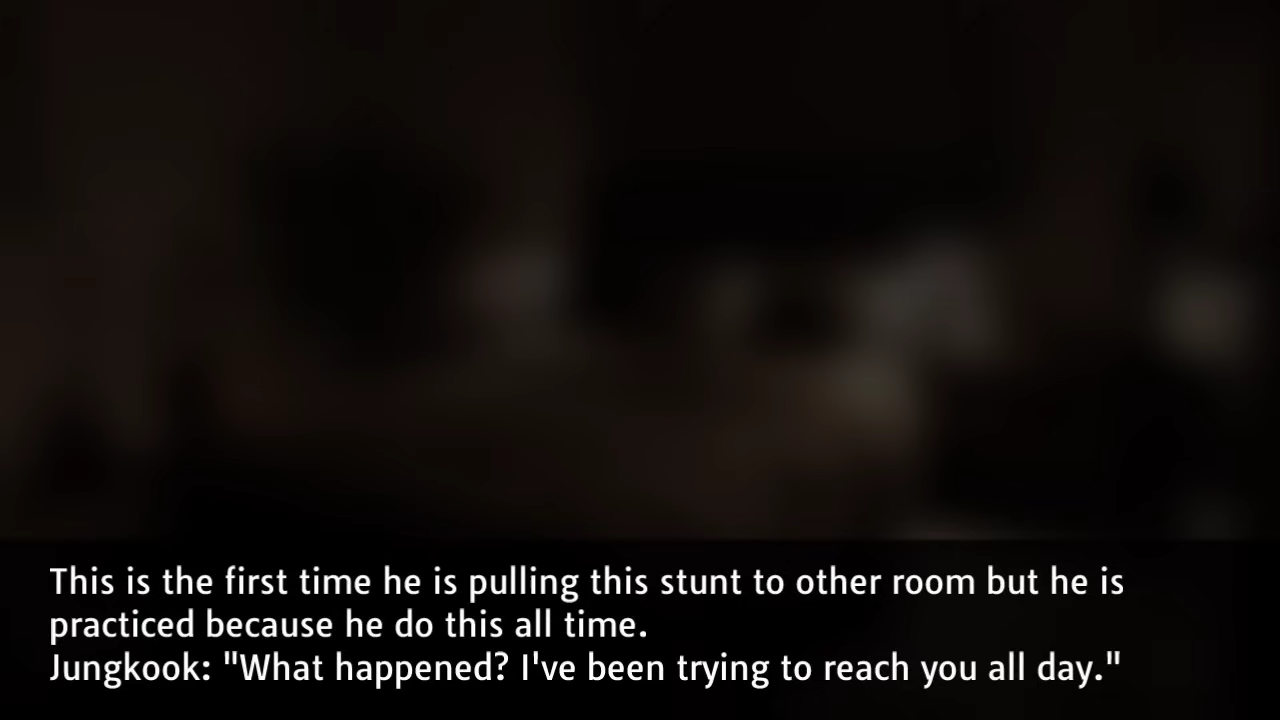 This is the first time he is pulling this stunt to other room but he is
practiced because he do this all time.
Jungkook: "What happened? I've been trying to reach you all day."